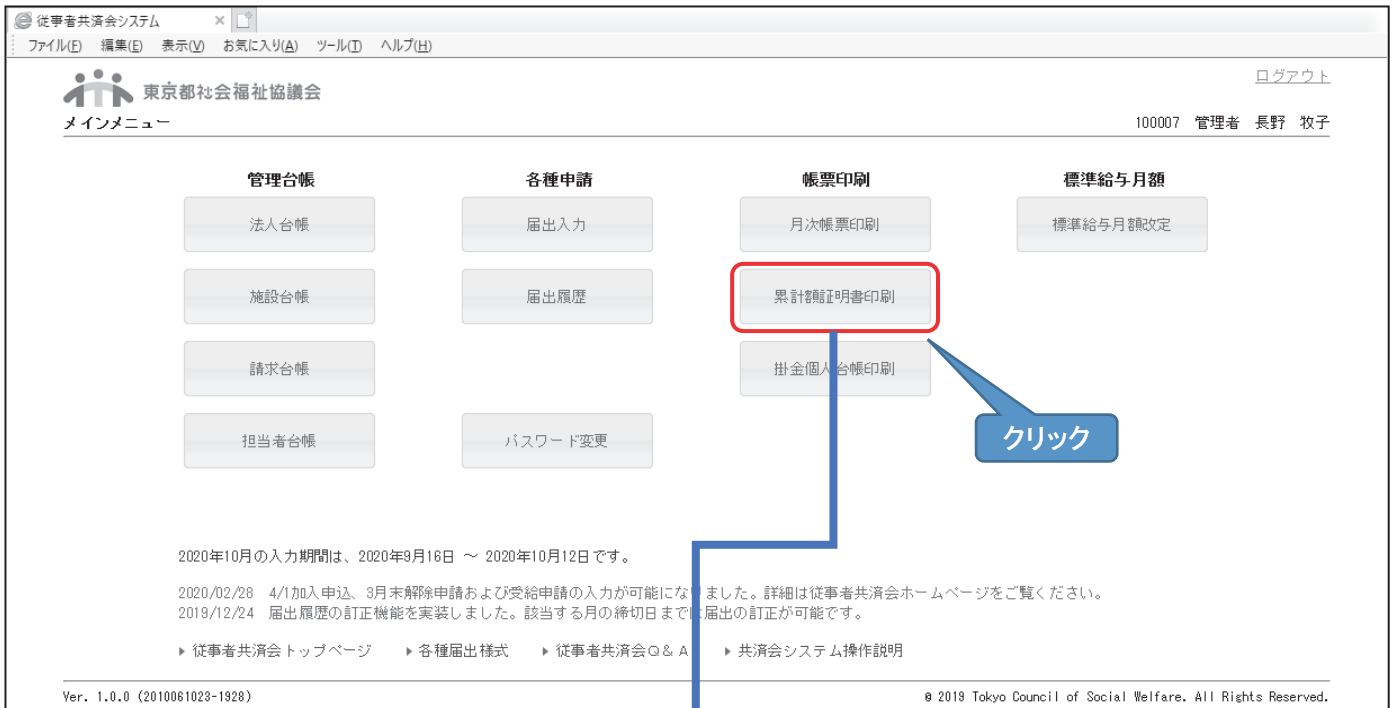 従事者共済会システム
ファイル(F) 編集(E) 表示(V) お気に入り(A) ツール(T) ヘルプ(H)
東京都社会福祉協議会
ログアウト
メインメニュー
100007 管理者 長野 牧子
管理台帳 各種申請 帳票印刷 標準給与月額
法人台帳 届出入力 月次帳票印刷 標準給与月額改定
施設台帳 届出履歴 累計額証明書印刷
請求台帳 掛金個人台帳印刷
担当者台帳 パスワード変更
クリック
2020年10月の入力期間は、2020年9月16日 ～ 2020年10月12日です。
2020/02/28 4/1加入申込、3月末解除申請および受給申請の入力が可能になりました。詳細は従事者共済会ホームページをご覧ください。
2019/12/24 届出履歴の訂正機能を実装しました。該当する月の締切日までは届出の訂正が可能です。
従事者共済会トップページ 各種届出様式 従事者共済会Q&A 共済会システム操作説明
Ver. 1.0.0 (2010061023-1928)
© 2019 Tokyo Council of Social Welfare. All Rights Reserved.